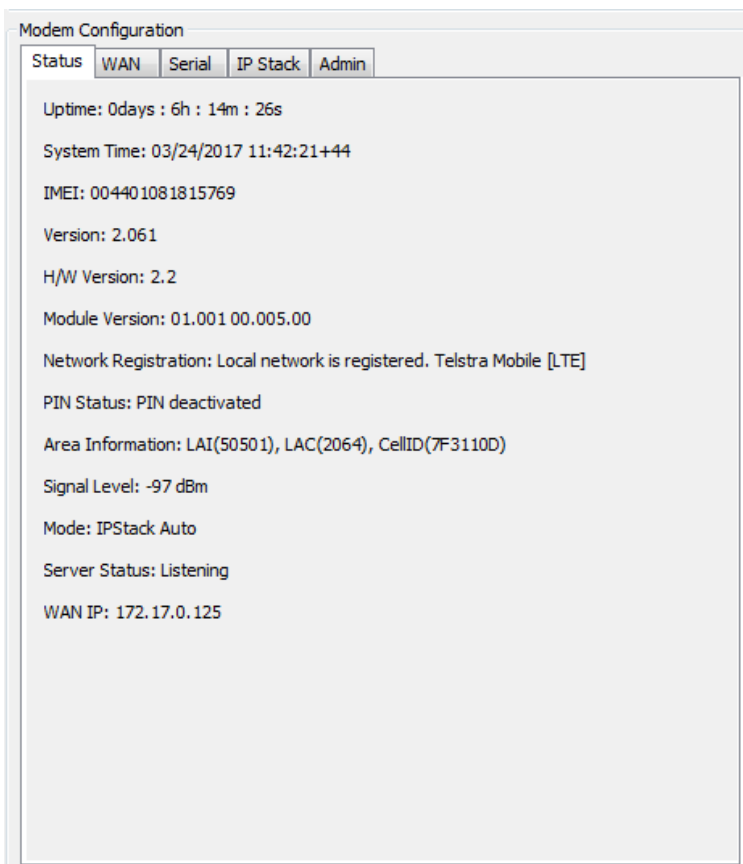 Modem Configuration
Status WAN Serial IP Stack Admin
Uptime: 0days : 6h : 14m : 26s
System Time: 03/24/2017 11:42:21+44
IMEI: 004401081815769
Version: 2.061
H/W Version: 2.2
Module Version: 01.001 00.005.00
Network Registration: Local network is registered. Telstra Mobile [LTE]
PIN Status: PIN deactivated
Area Information: LAI(50501), LAC(2064), CellID(7F3110D)
Signal Level: -97 dBm
Mode: IPStack Auto
Server Status: Listening
WAN IP: 172.17.0.125